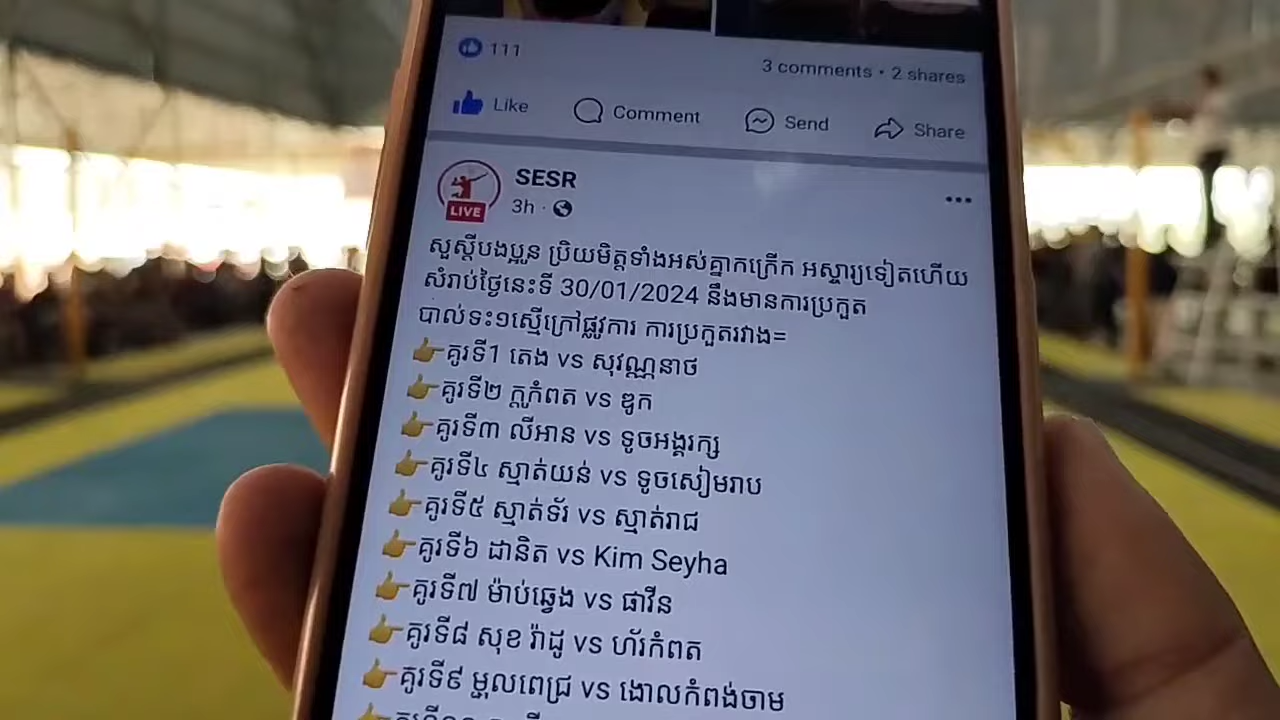 111
3 comments • 2 shares
Like Comment Send Share
SESR
LIVE
3h
សួស្តីបងប្អូន ប្រិយមិត្តទាំងអស់គ្នាកក្រើក អស្ចារ្យទៀតហើយ
សំរាប់ថ្ងៃនេះទី 30/01/2024 នឹងមានការប្រកួត
បាល់ទះ១ស្មើក្រៅផ្លូវការ ការប្រកួតរវាង=
👉គូរទី1 តេង vs សុវណ្ណនាថ
👉គូរទី២ ក្តូកំពត vs ឌូក
👉គូរទី៣ លីអាន vs ទូចអង្គរក្ស
👉គូរទី៤ ស្មាត់យន់ vs ទូចសៀមរាប
👉គូរទី៥ ស្មាត់ទ័រ vs ស្មាត់រាជ
👉គូរទី៦ ដានិត vs Kim Seyha
👉គូរទី៧ ម៉ាប់ឆ្វេង vs ផាវីន
👉គូរទី៨ សុខ រ៉ាដូ vs ហ័រកំពត
👉គូរទី៩ ម្ជុលពេជ្រ vs ងោលកំពង់ចាម